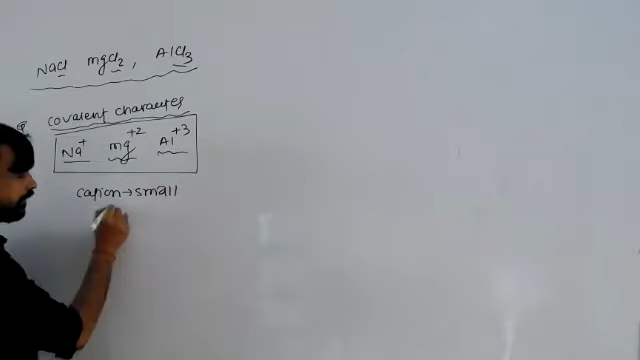 NaCl MgCl2, AlCl3
covalent character
Na+ Mg+2 Al+3
Cation→small